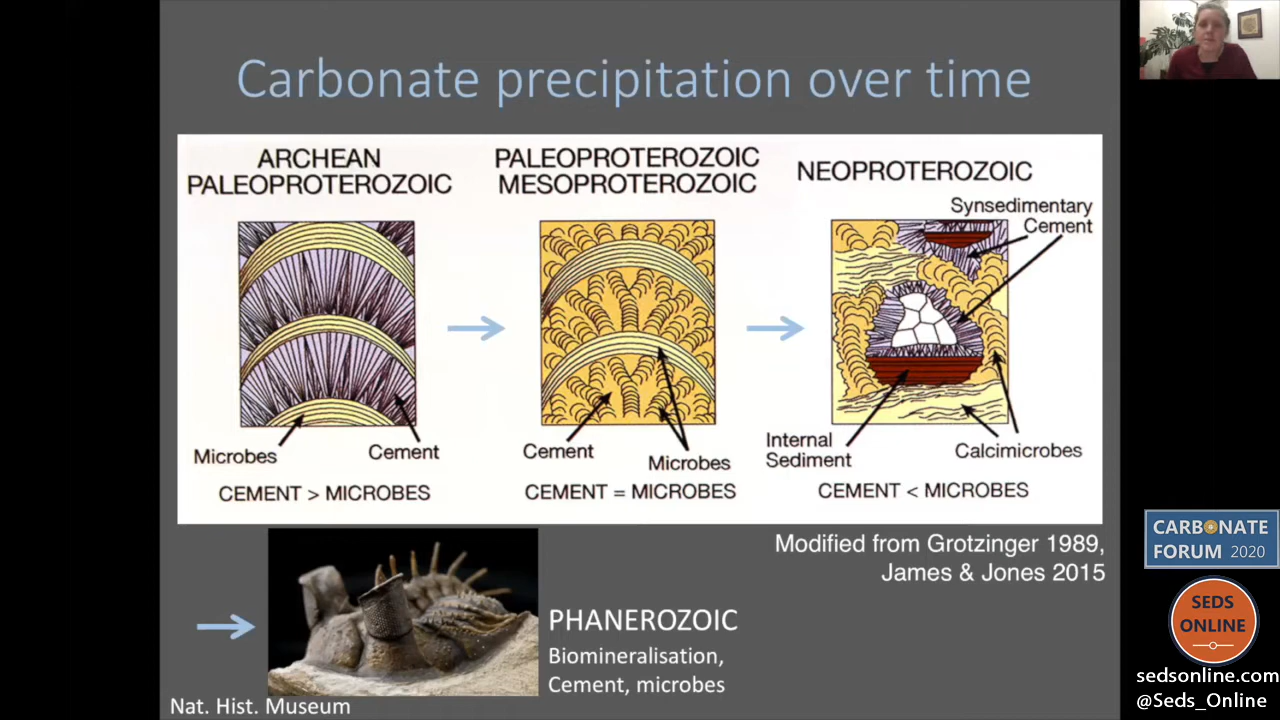 Carbonate precipitation over time
ARCHEAN
PALEOPROTEROZOIC
Microbes
Cement
CEMENT > MICROBES
PALEOPROTEROZOIC
MESOPROTEROZOIC
Cement
Microbes
CEMENT = MICROBES
NEOPROTEROZOIC
Synsedimentary
Cement
Internal
Sediment
Calcimicrobes
CEMENT < MICROBES
Modified from Grotzinger 1989,
James & Jones 2015
PHANEROZOIC
Biomineralisation,
Cement, microbes
Nat. Hist. Museum
CARBONATE
FORUM 2020
SEDS
ONLINE
sedsonline.com
@Seds_Online